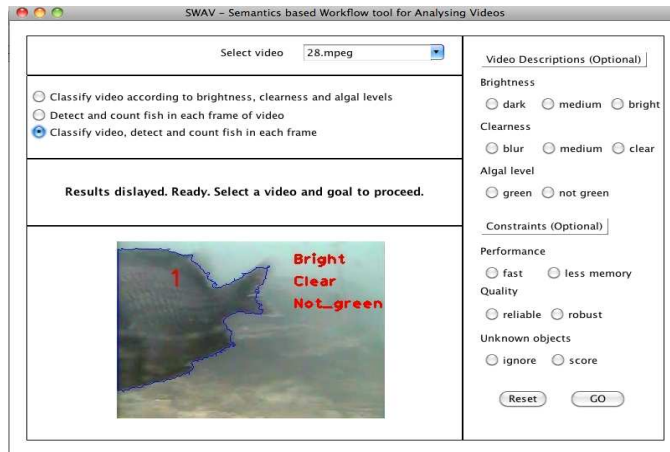 SWAV – Semantics based Workflow tool for Analysing Videos
Select video 28.mpeg
Classify video according to brightness, clearness and algal levels
Detect and count fish in each frame of video
Classify video, detect and count fish in each frame
Results dislayed. Ready. Select a video and goal to proceed.
1
Bright
Clear
Not_green
Video Descriptions (Optional)
Brightness
dark medium bright
Clearness
blur medium clear
Algal level
green not green
Constraints (Optional)
Performance
fast less memory
Quality
reliable robust
Unknown objects
ignore score
Reset GO